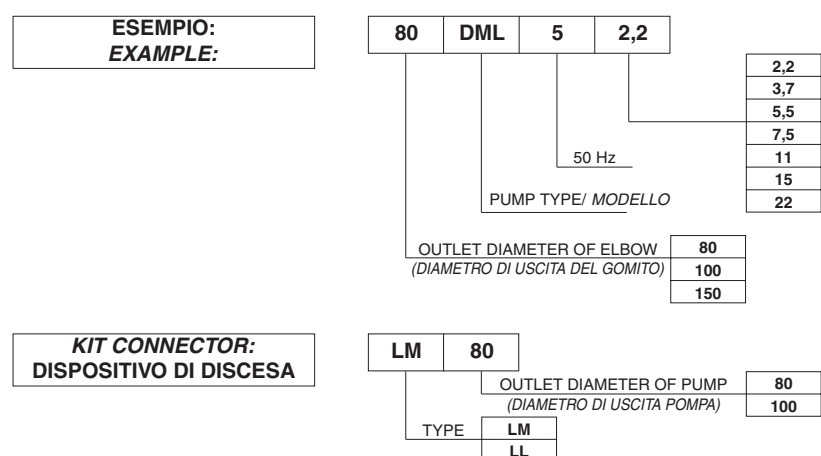 ESEMPIO:
EXAMPLE:
80 DML 5 2,2
2,2
3,7
5,5
7,5
11
15
22
50 Hz
PUMP TYPE/ MODELLO
OUTLET DIAMETER OF ELBOW
(DIAMETRO DI USCITA DEL GOMITO)
80
100
150
KIT CONNECTOR:
DISPOSITIVO DI DISCESA
LM 80
OUTLET DIAMETER OF PUMP
(DIAMETRO DI USCITA POMPA)
80
100
TYPE
LM
LL